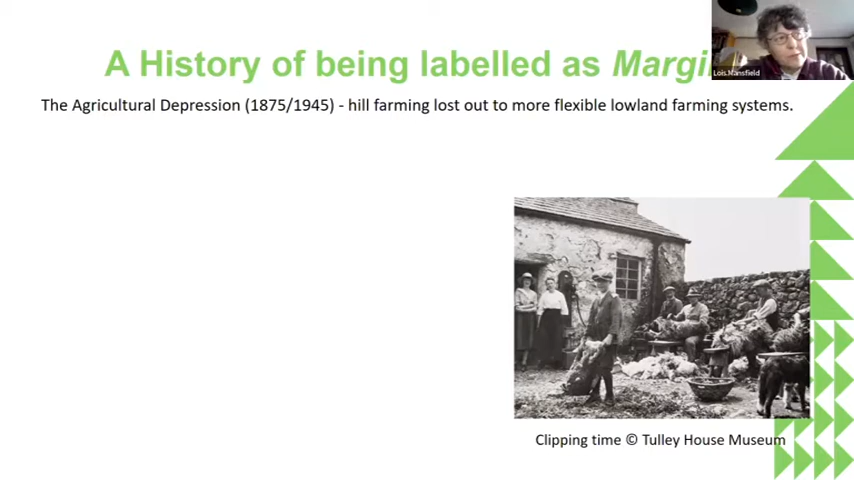 A History of being labelled as
Lois Mansfield
The Agricultural Depression (1875/1945) - hill farming lost out to more flexible lowland farming systems.
Clipping time © Tulley House Museum